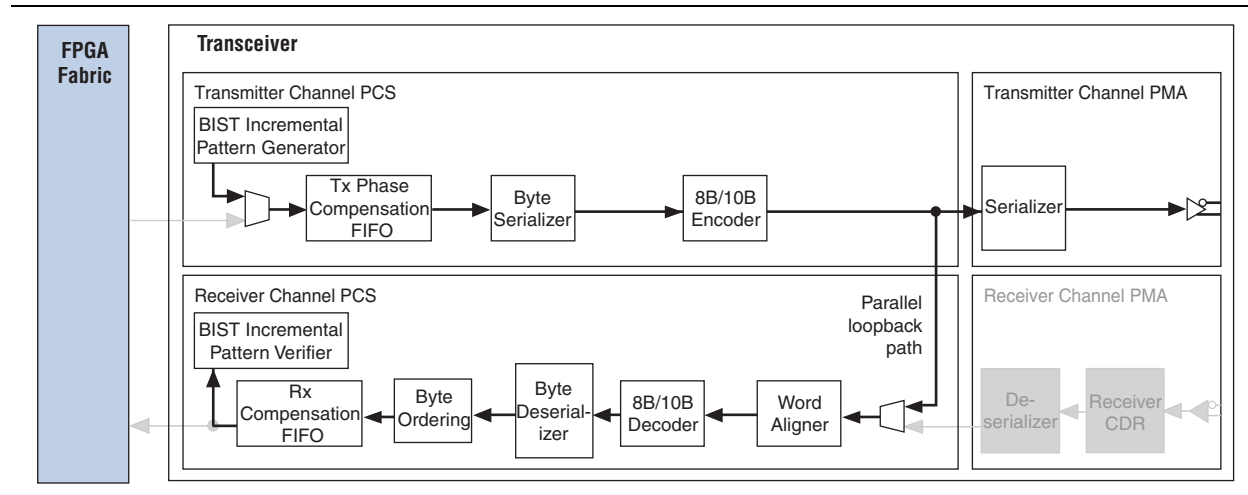 FPGA
Fabric
Transceiver
Transmitter Channel PCS
BIST Incremental
Pattern Generator
Tx Phase
Compensation
FIFO
Byte
Serializer
8B/10B
Encoder
Transmitter Channel PMA
Serializer
Receiver Channel PCS
BIST Incremental
Pattern Verifier
Rx
Compensation
FIFO
Byte
Ordering
Byte
Deserial-
izer
8B/10B
Decoder
Word
Aligner
Parallel
loopback
path
Receiver Channel PMA
De-
serializer
Receiver
CDR